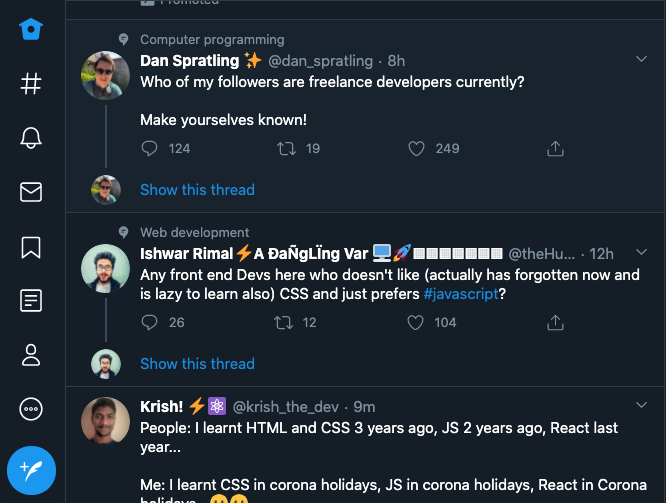 Promoted
Computer programming
Dan Spratling ✨ @dan_spratling · 8h
Who of my followers are freelance developers currently?
Make yourselves known!
124 19 249
Show this thread
Web development
Ishwar Rimal⚡A ĐaÑgLÏng Var 💻🚀 @theHu... · 12h
Any front end Devs here who doesn't like (actually has forgotten now and
is lazy to learn also) CSS and just prefers #javascript?
26 12 104
Show this thread
Krish! ⚡⚛️ @krish_the_dev · 9m
People: I learnt HTML and CSS 3 years ago, JS 2 years ago, React last
year...
Me: I learnt CSS in corona holidays, JS in corona holidays, React in Corona
holidays..